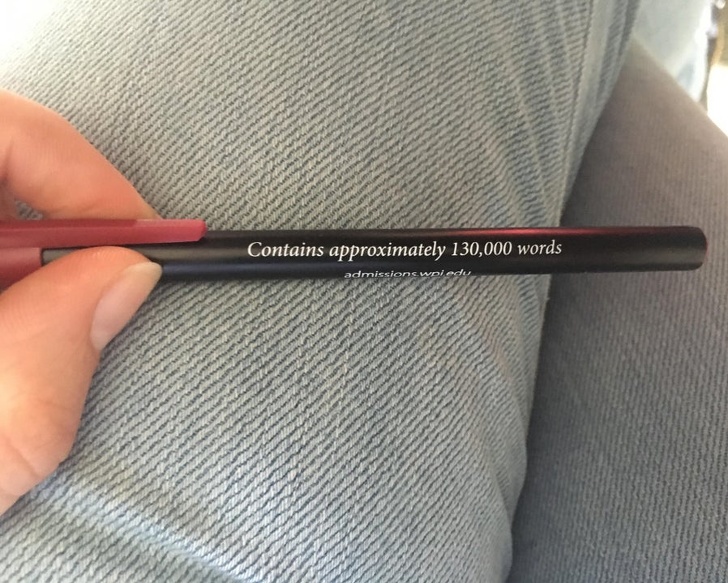 Contains approximately 130,000 words
admissions.wpi.edu